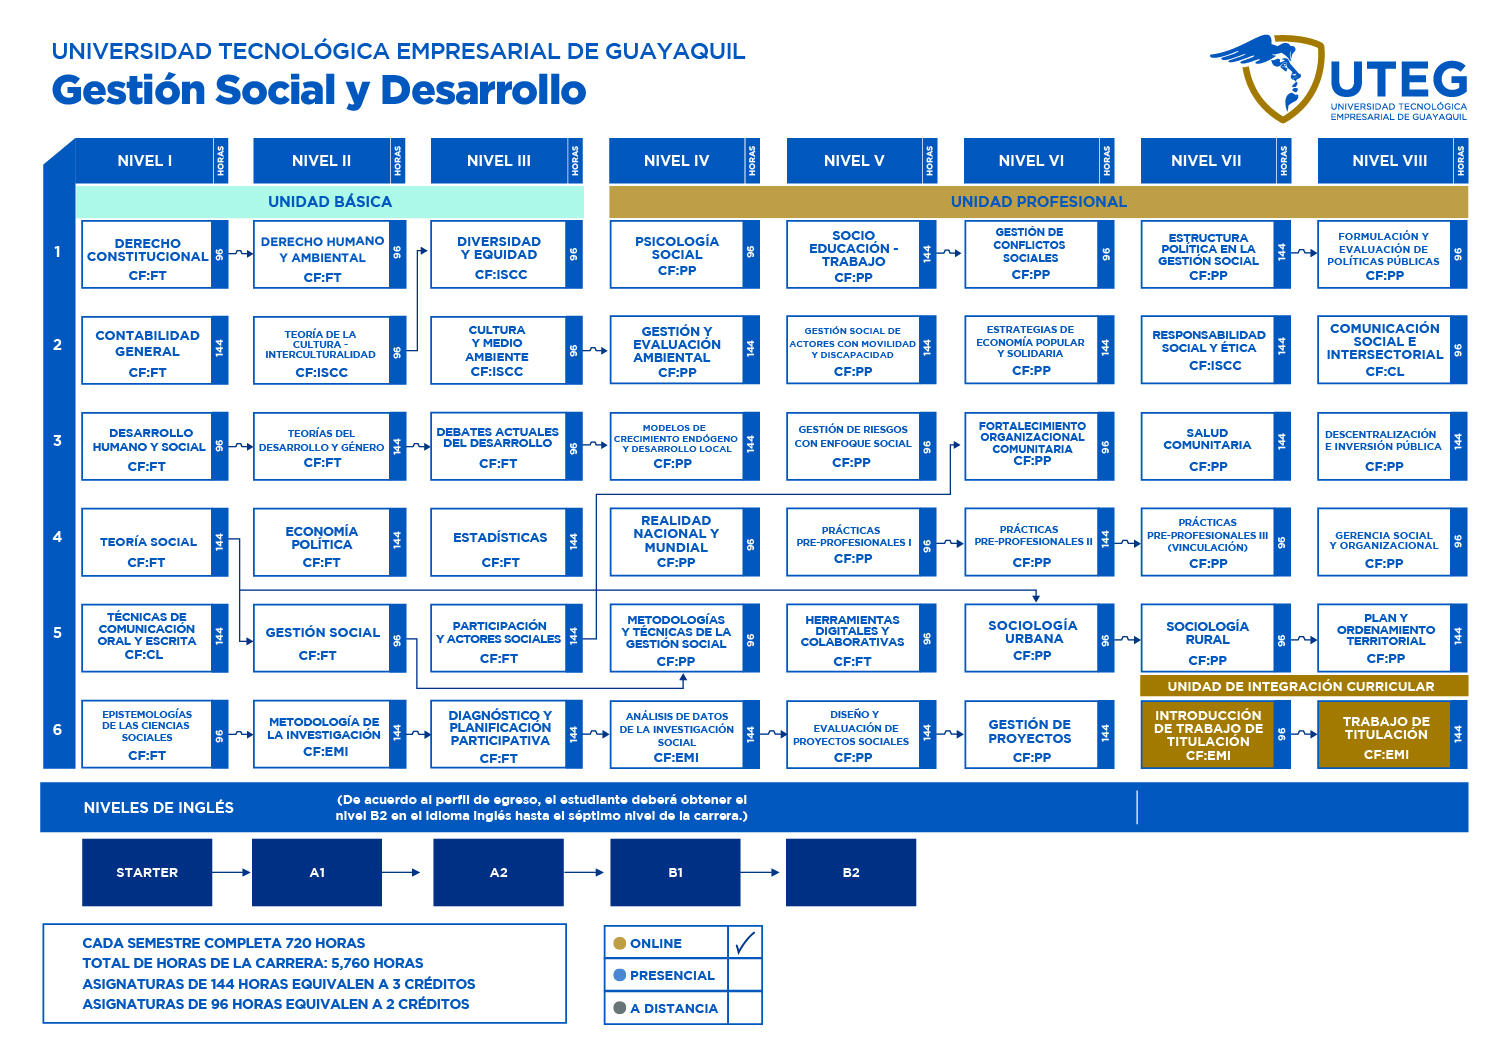 UNIVERSIDAD TECNOLÓGICA EMPRESARIAL DE GUAYAQUIL
Gestión Social y Desarrollo
UTEG
UNIVERSIDAD TECNOLÓGICA
EMPRESARIAL DE GUAYAQUIL
NIVEL I
HORAS
NIVEL II
HORAS
NIVEL III
HORAS
NIVEL IV
HORAS
NIVEL V
HORAS
NIVEL VI
HORAS
NIVEL VII
HORAS
NIVEL VIII
HORAS
UNIDAD BÁSICA
UNIDAD PROFESIONAL
1
DERECHO
CONSTITUCIONAL
CF:FT
96
DERECHO HUMANO
Y AMBIENTAL
CF:FT
96
DIVERSIDAD
Y EQUIDAD
CF:ISCC
96
PSICOLOGÍA
SOCIAL
CF:PP
96
SOCIO
EDUCACIÓN -
TRABAJO
CF:PP
144
GESTIÓN DE
CONFLICTOS
SOCIALES
CF:PP
96
ESTRUCTURA
POLÍTICA EN LA
GESTIÓN SOCIAL
CF:PP
144
FORMULACIÓN Y
EVALUACIÓN DE
POLÍTICAS PÚBLICAS
CF:PP
96
2
CONTABILIDAD
GENERAL
CF:FT
144
TEORÍA DE LA
CULTURA -
INTERCULTURALIDAD
CF:ISCC
96
CULTURA
Y MEDIO
AMBIENTE
CF:ISCC
96
GESTIÓN Y
EVALUACIÓN
AMBIENTAL
CF:PP
144
GESTIÓN SOCIAL DE
ACTORES CON MOVILIDAD
Y DISCAPACIDAD
CF:PP
144
ESTRATEGIAS DE
ECONOMÍA POPULAR
Y SOLIDARIA
CF:PP
144
RESPONSABILIDAD
SOCIAL Y ÉTICA
CF:ISCC
144
COMUNICACIÓN
SOCIAL E
INTERSECTORIAL
CF:CL
96
3
DESARROLLO
HUMANO Y SOCIAL
CF:FT
96
TEORÍAS DEL
DESARROLLO Y GÉNERO
CF:FT
144
DEBATES ACTUALES
DEL DESARROLLO
CF:FT
96
MODELOS DE
CRECIMIENTO ENDÓGENO
Y DESARROLLO LOCAL
CF:PP
144
GESTIÓN DE RIESGOS
CON ENFOQUE SOCIAL
CF:PP
96
FORTALECIMIENTO
ORGANIZACIONAL
COMUNITARIA
CF:PP
96
SALUD
COMUNITARIA
CF:PP
144
DESCENTRALIZACIÓN
E INVERSIÓN PÚBLICA
CF:PP
144
4
TEORÍA SOCIAL
CF:FT
144
ECONOMÍA
POLÍTICA
CF:FT
144
ESTADÍSTICAS
CF:FT
144
REALIDAD
NACIONAL Y
MUNDIAL
CF:PP
96
PRÁCTICAS
PRE-PROFESIONALES I
CF:PP
96
PRÁCTICAS
PRE-PROFESIONALES II
CF:PP
144
PRÁCTICAS
PRE-PROFESIONALES III
(VINCULACIÓN)
CF:PP
96
GERENCIA SOCIAL
Y ORGANIZACIONAL
CF:PP
96
5
TÉCNICAS DE
COMUNICACIÓN
ORAL Y ESCRITA
CF:CL
144
GESTIÓN SOCIAL
CF:FT
96
PARTICIPACIÓN
Y ACTORES SOCIALES
CF:FT
144
METODOLOGÍAS
Y TÉCNICAS DE LA
GESTIÓN SOCIAL
CF:PP
96
HERRAMIENTAS
DIGITALES Y
COLABORATIVAS
CF:FT
96
SOCIOLOGÍA
URBANA
CF:PP
96
SOCIOLOGÍA
RURAL
CF:PP
96
PLAN Y
ORDENAMIENTO
TERRITORIAL
CF:PP
144
UNIDAD DE INTEGRACIÓN CURRICULAR
6
EPISTEMOLOGÍAS
DE LAS CIENCIAS
SOCIALES
CF:FT
96
METODOLOGÍA DE
LA INVESTIGACIÓN
CF:EMI
144
DIAGNÓSTICO Y
PLANIFICACIÓN
PARTICIPATIVA
CF:FT
144
ANÁLISIS DE DATOS
DE LA INVESTIGACIÓN
SOCIAL
CF:EMI
144
DISEÑO Y
EVALUACIÓN DE
PROYECTOS SOCIALES
CF:PP
144
GESTIÓN DE
PROYECTOS
CF:PP
144
INTRODUCCIÓN
DE TRABAJO DE
TITULACIÓN
CF:EMI
96
TRABAJO DE
TITULACIÓN
CF:EMI
144
NIVELES DE INGLÉS
(De acuerdo al perfil de egreso, el estudiante deberá obtener el
nivel B2 en el idioma inglés hasta el séptimo nivel de la carrera.)
STARTER
A1
A2
B1
B2
CADA SEMESTRE COMPLETA 720 HORAS
TOTAL DE HORAS DE LA CARRERA: 5,760 HORAS
ASIGNATURAS DE 144 HORAS EQUIVALEN A 3 CRÉDITOS
ASIGNATURAS DE 96 HORAS EQUIVALEN A 2 CRÉDITOS
ONLINE
PRESENCIAL
A DISTANCIA